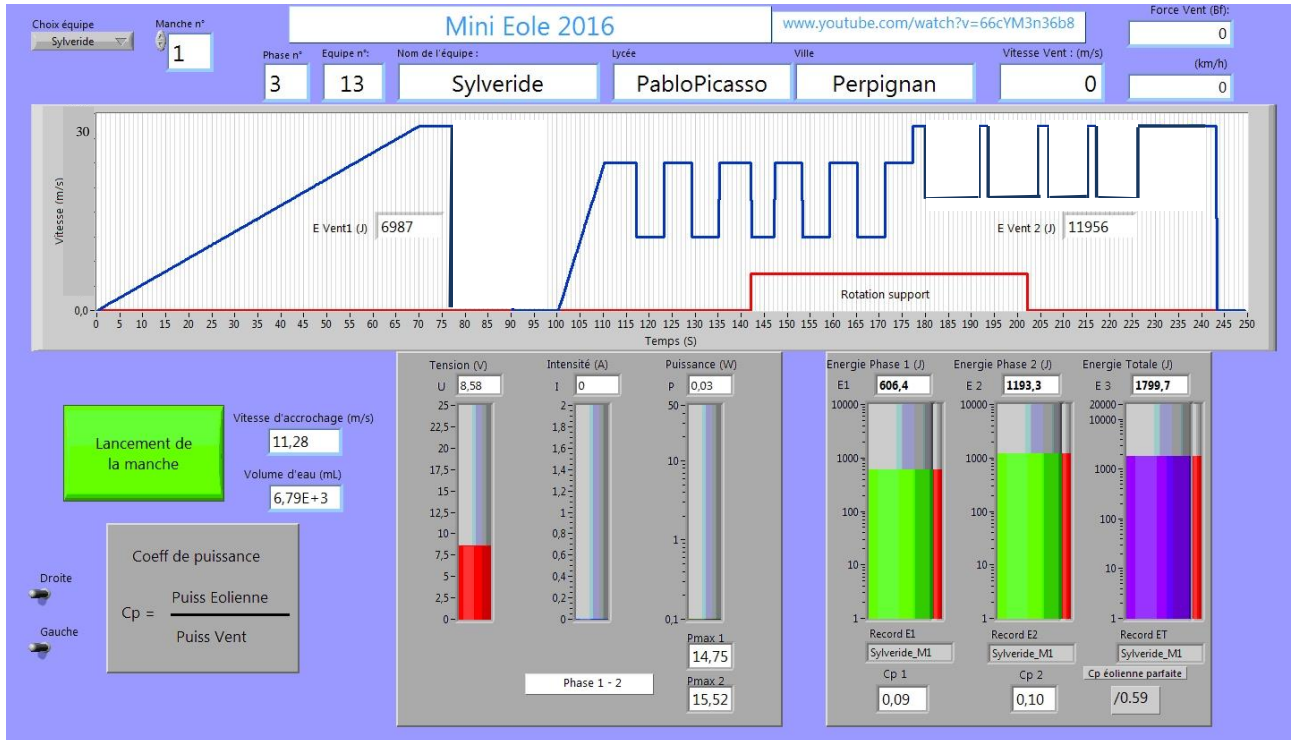 Choix équipe
Sylveride
Manche n°
1
Mini Eole 2016
www.youtube.com/watch?v=66cYM3n36b8
Force Vent (Bf):
0
Phase n°
3
Equipe n°:
13
Nom de l'équipe :
Sylveride
Lycée
PabloPicasso
Ville
Perpignan
Vitesse Vent : (m/s)
0
(km/h)
0
Vitesse (m/s)
30
0,0
E Vent1 (J) 6987
E Vent 2 (J) 11956
Rotation support
0 5 10 15 20 25 30 35 40 45 50 55 60 65 70 75 80 85 90 95 100 105 110 115 120 125 130 135 140 145 150 155 160 165 170 175 180 185 190 195 200 205 210 215 220 225 230 235 240 245 250
Temps (S)
Lancement de
la manche
Vitesse d'accrochage (m/s)
11,28
Volume d'eau (mL)
6,79E+3
Droite
Gauche
Coeff de puissance
Cp =
Puiss Eolienne
Puiss Vent
Tension (V)
U 8,58
25
22,5
20
17,5
15
12,5
10
7,5
5
2,5
0
Intensité (A)
I 0
2
1,8
1,6
1,4
1,2
1
0,8
0,6
0,4
0,2
0
Puissance (W)
P 0,03
50
10
1
0,1
Pmax 1
14,75
Pmax 2
15,52
Phase 1 - 2
Energie Phase 1 (J)
E1 606,4
10000
1000
100
10
1
Record E1
Sylveride_M1
Cp 1
0,09
Energie Phase 2 (J)
E 2 1193,3
10000
1000
100
10
1
Record E2
Sylveride_M1
Cp 2
0,10
Energie Totale (J)
E 3 1799,7
20000
10000
1000
100
10
1
Record ET
Sylveride_M1
Cp éolienne parfaite
/0.59